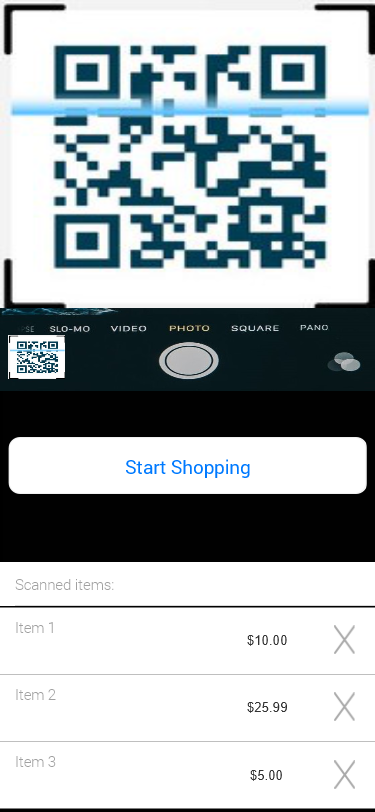 SE
SLO-MO VIDEO PHOTO SQUARE PANO
Start Shopping
Scanned items:
Item 1
$10.00 X
Item 2
$25.99 X
Item 3
$5.00 X